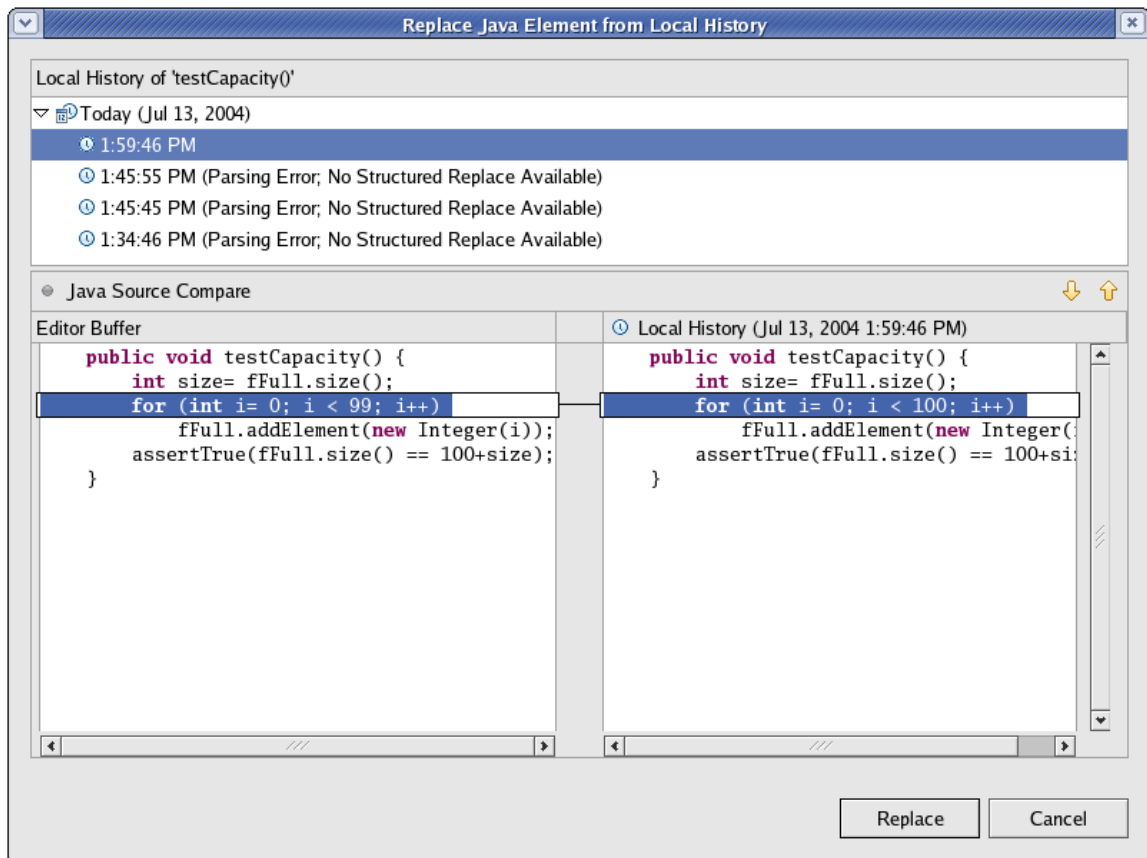 Replace Java Element from Local History
Local History of 'testCapacity()'
Today (Jul 13, 2004)
1:59:46 PM
1:45:55 PM (Parsing Error; No Structured Replace Available)
1:45:45 PM (Parsing Error; No Structured Replace Available)
1:34:46 PM (Parsing Error; No Structured Replace Available)
Java Source Compare
Editor Buffer
public void testCapacity() {
int size= fFull.size();
for (int i= 0; i < 99; i++)
fFull.addElement(new Integer(i));
assertTrue(fFull.size() == 100+size);
}
Local History (Jul 13, 2004 1:59:46 PM)
public void testCapacity() {
int size= fFull.size();
for (int i= 0; i < 100; i++)
fFull.addElement(new Integer(
assertTrue(fFull.size() == 100+si
}
Replace
Cancel